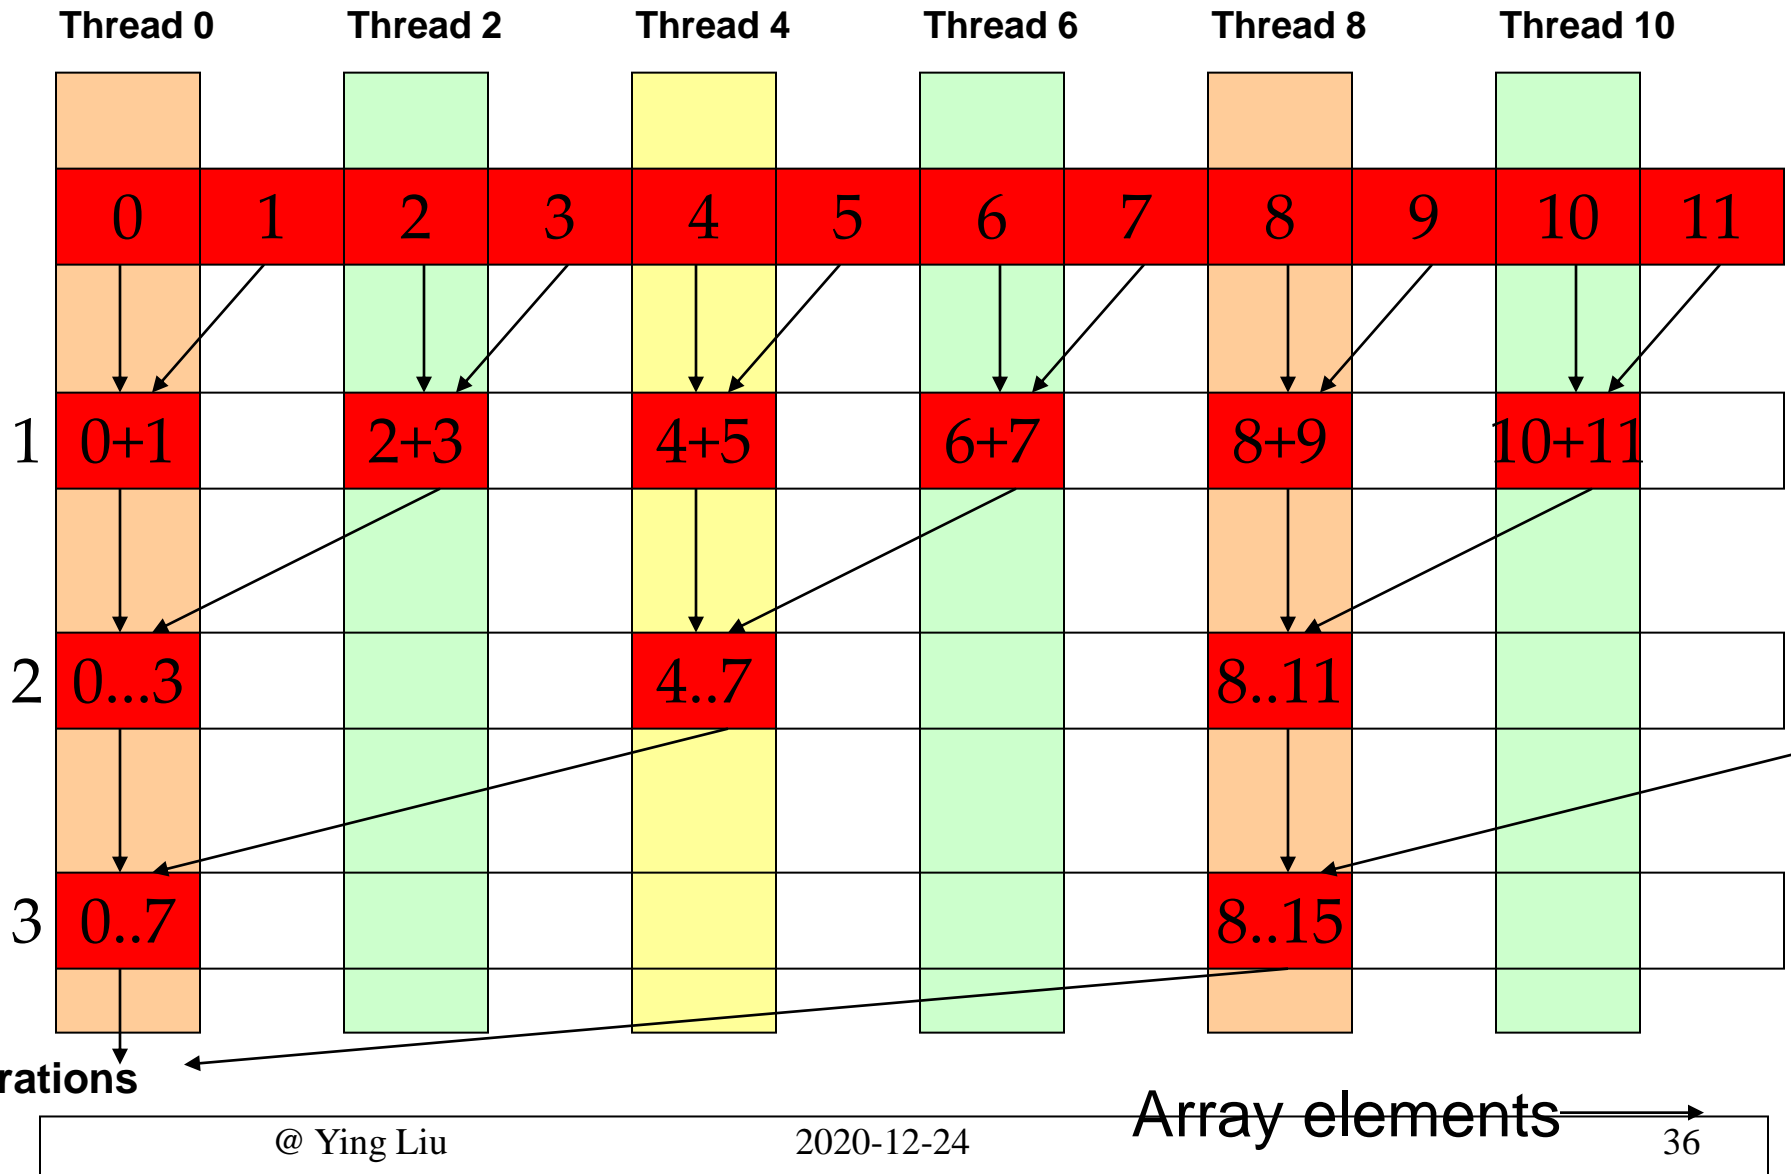 Thread 0 Thread 2 Thread 4 Thread 6 Thread 8 Thread 10
0 1 2 3 4 5 6 7 8 9 10 11
1 0+1 2+3 4+5 6+7 8+9 10+11
2 0...3 4..7 8..11
3 0..7 8..15
rations
Array elements
@ Ying Liu 2020-12-24 36